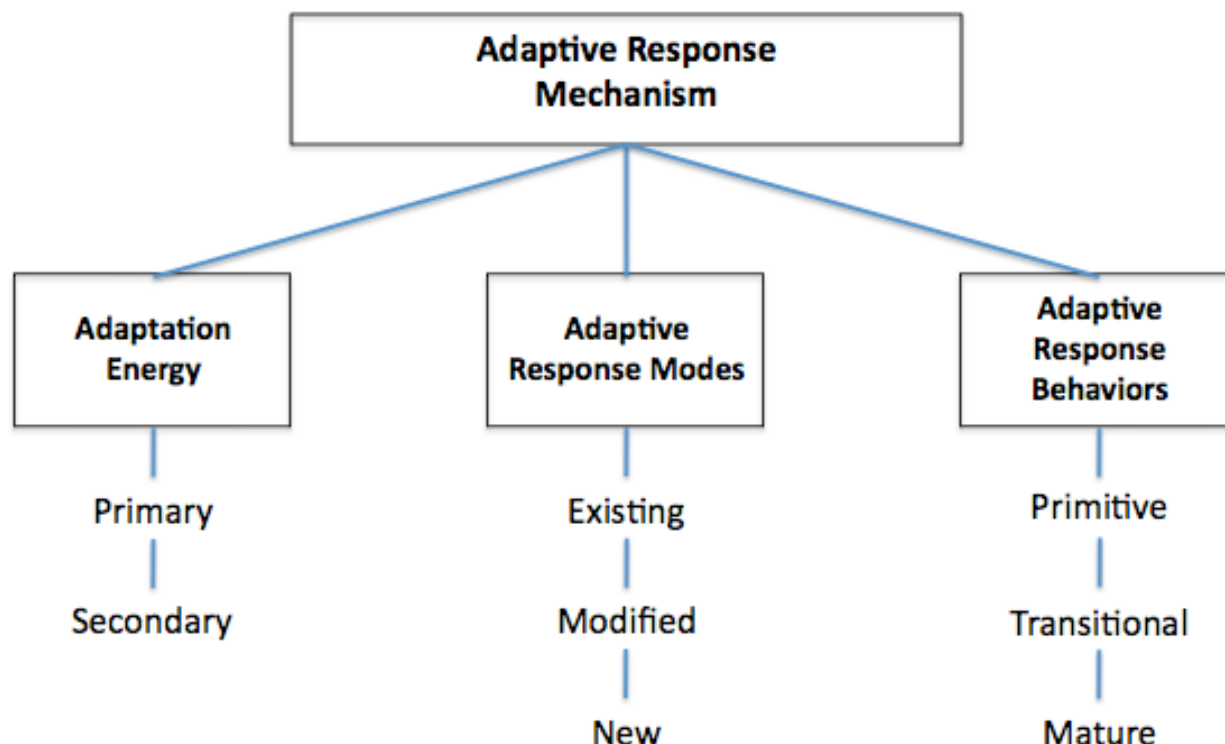 Adaptive Response
Mechanism
Adaptation
Energy
Adaptive
Response Modes
Adaptive
Response
Behaviors
Primary
Existing
Primitive
Secondary
Modified
Transitional
New
Mature